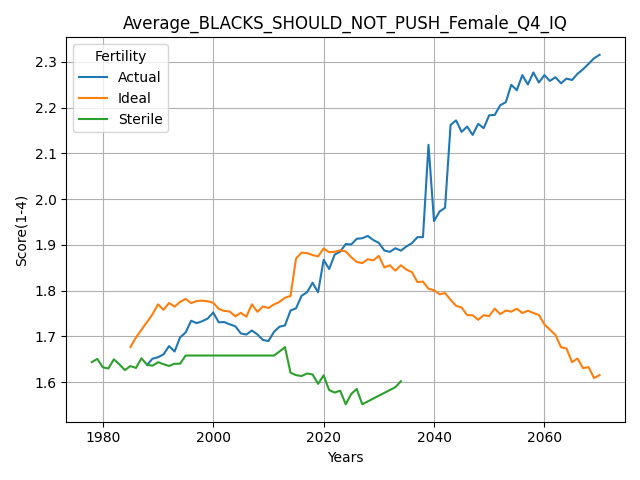 Average_BLACKS_SHOULD_NOT_PUSH_Female_Q4_IQ
Fertility
Actual
Ideal
Sterile
Score(1-4)
2.3
2.2
2.1
2.0
1.9
1.8
1.7
1.6
1980
2000
2020
2040
2060
Years